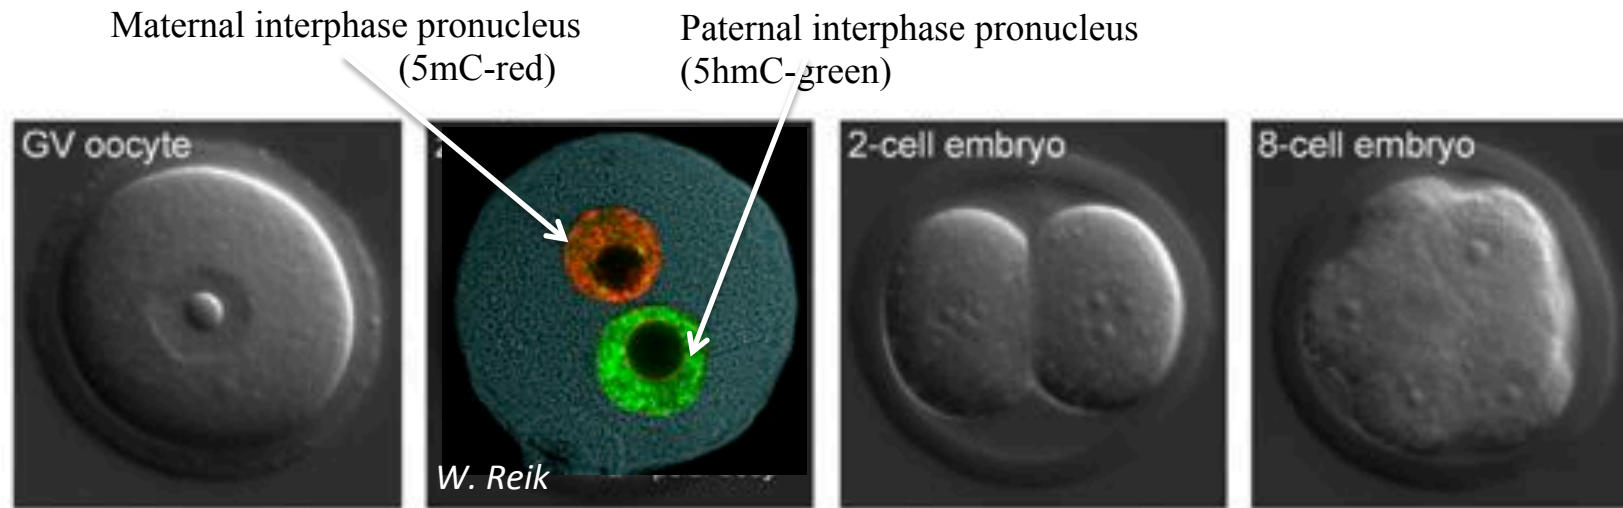 Maternal interphase pronucleus
(5mC-red)
Paternal interphase pronucleus
(5hmC-green)
GV oocyte
2-cell embryo
8-cell embryo
W. Reik